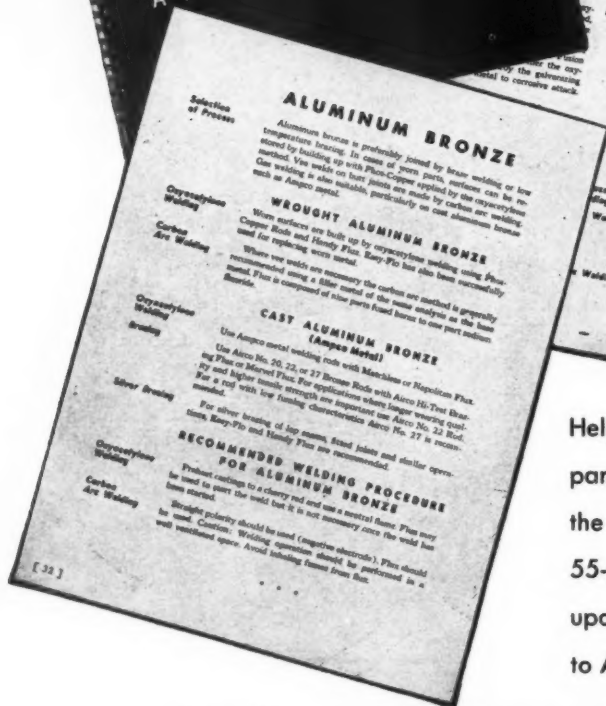 fusion
the oxy-
by the galvanizing
metal to corrosive attack.
ALUMINUM BRONZE
Selection
of Process
Aluminum bronze is preferably joined by braze welding or low
temperature brazing. In cases of worn parts, surfaces can be re-
stored by building up with Phos-Copper applied by the oxyacetylene
method. Vee welds on butt joints are made by carbon arc welding.
Gas welding is also suitable, particularly on cast aluminum bronze
such as Ampco metal.
WROUGHT ALUMINUM BRONZE
Oxyacetylene
Welding
Worn surfaces are built up by oxyacetylene welding using Phos-
Copper Rods and Handy Flux. Easy-Flo has also been successfully
used for replacing worn metal.
Carbon
Arc Welding
Where vee welds are necessary the carbon arc method is generally
recommended using a filler metal of the same analysis as the base
metal. Flux is composed of nine parts fused borax to one part sodium
fluoride.
CAST ALUMINUM BRONZE
(Ampco Metal)
Oxyacetylene
Welding
Use Ampco metal welding rods with Matchless or Napolitan Flux.
Brazing
Use Airco No. 20, 22, or 27 Bronze Rods with Airco Hi-Test Braz-
ing Flux or Marvel Flux. For applications where longer wearing qual-
ity and higher tensile strength are important use Airco No. 22 Rod.
For a rod with low fuming characteristics Airco No. 27 is recom-
mended.
Silver Brazing
For silver brazing of lap seams, fixed joints and similar opera-
tions, Easy-Flo and Handy Flux are recommended.
RECOMMENDED WELDING PROCEDURE
FOR ALUMINUM BRONZE
Oxyacetylene
Welding
Preheat castings to a cherry red and use a neutral flame. Flux may
be used to start the weld but it is not necessary once the weld has
been started.
Carbon
Arc Welding
Straight polarity should be used (negative electrode). Flux should
be used. Caution: Welding operation should be performed in a
well ventilated space. Avoid inhaling fumes from flux.
[ 32 ]
Hel
par
the
55-
upo
to A